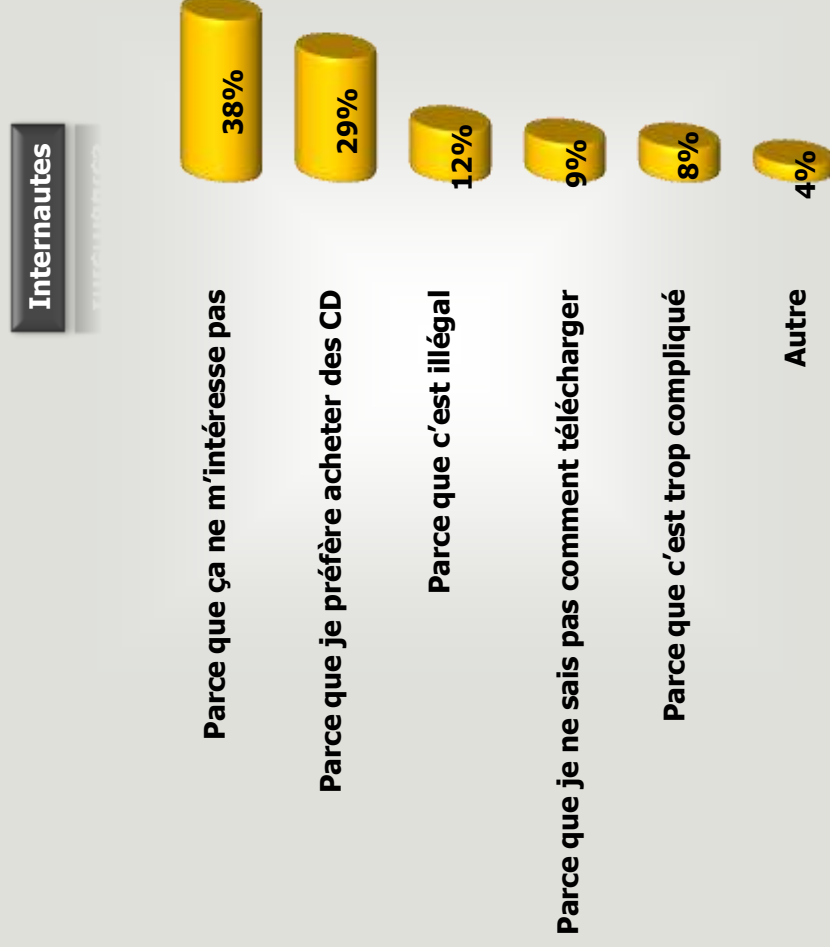 Internautes
Parce que ça ne m’intéresse pas
38%
Parce que je préfère acheter des CD
29%
Parce que c’est illégal
12%
Parce que je ne sais pas comment télécharger
9%
Parce que c’est trop compliqué
8%
Autre
4%